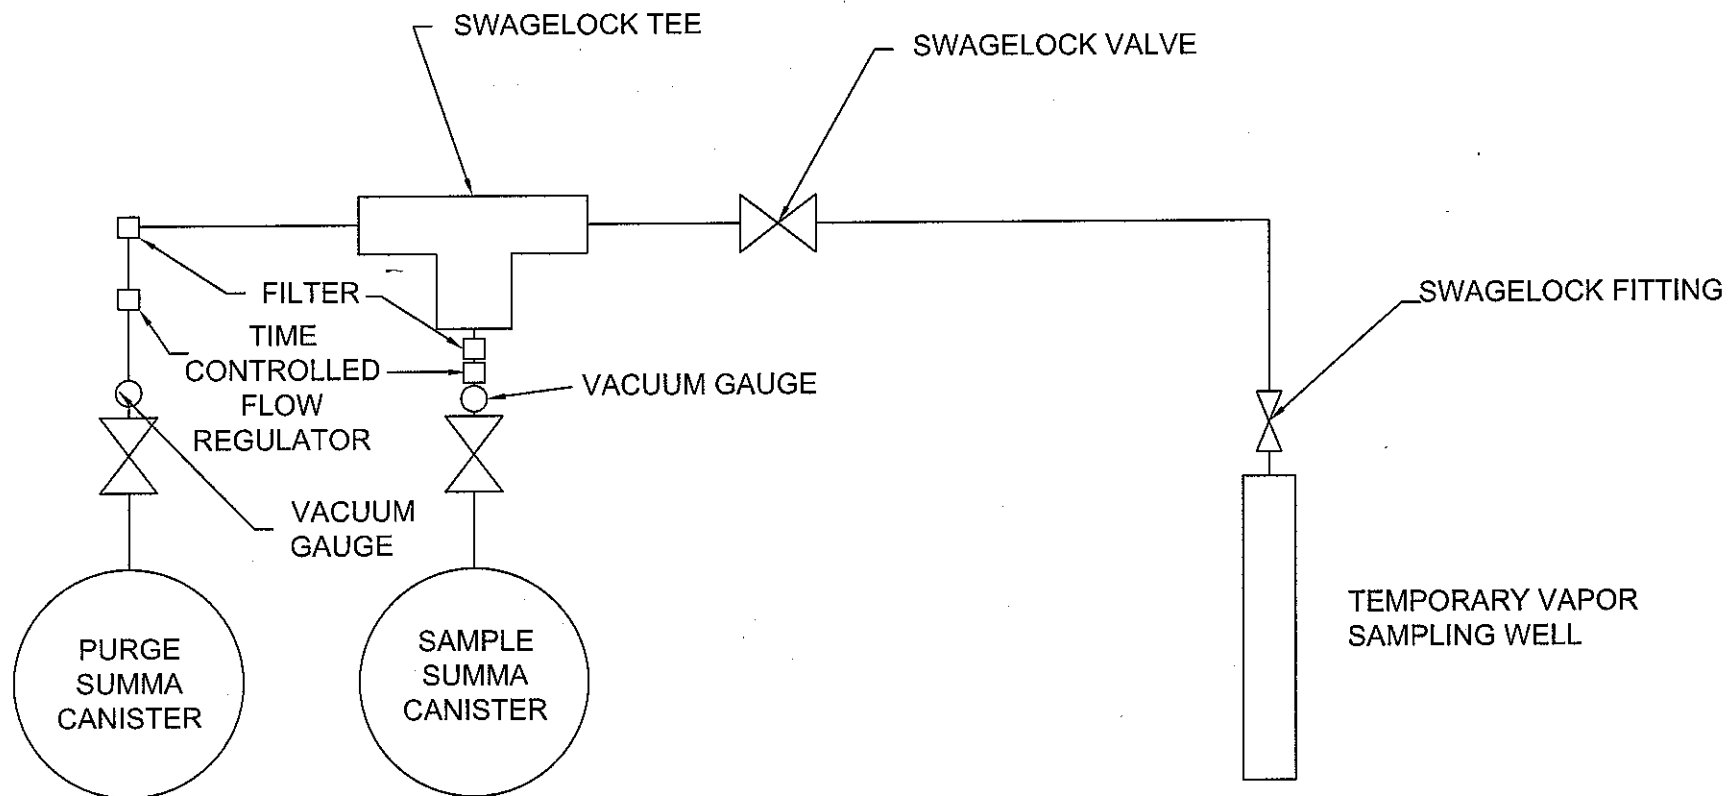 SWAGELOCK TEE
SWAGELOCK VALVE
SWAGELOCK FITTING
FILTER
TIME
CONTROLLED
FLOW
REGULATOR
VACUUM GAUGE
VACUUM
GAUGE
PURGE
SUMMA
CANISTER
SAMPLE
SUMMA
CANISTER
TEMPORARY VAPOR
SAMPLING WELL